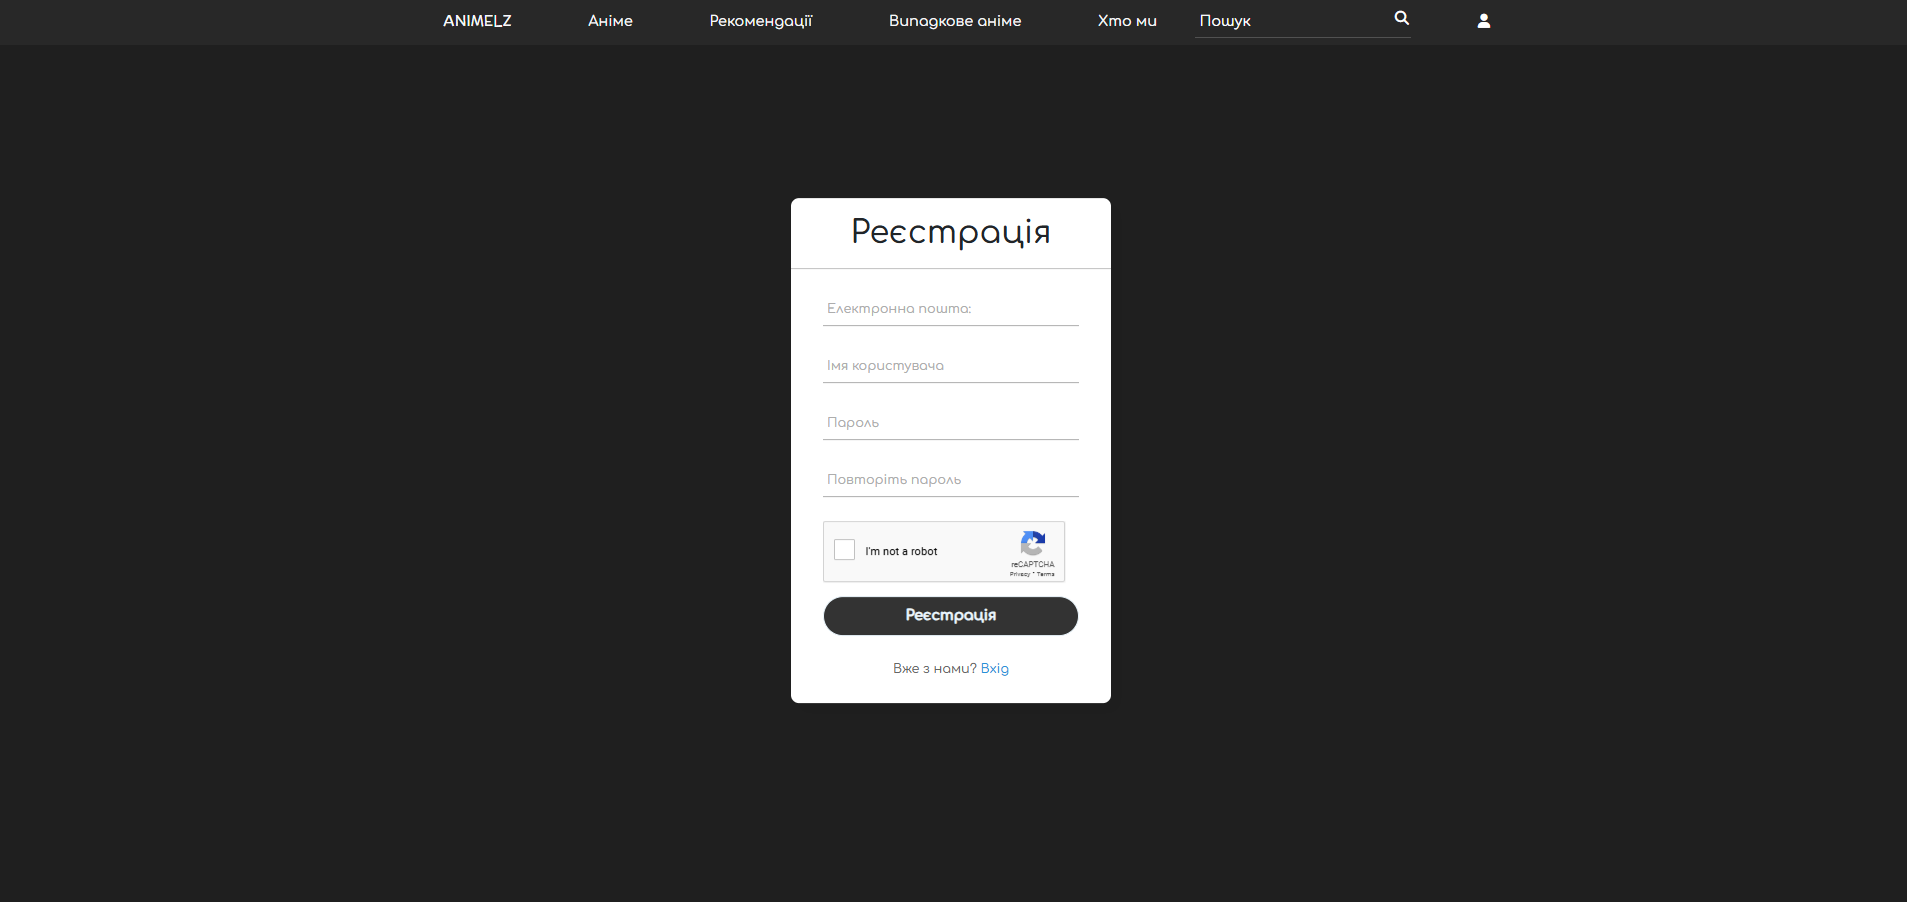 ANIMELZ Аніме Рекомендації Випадкове аніме Хто ми Пошук
Реєстрація
Електронна пошта:
Імя користувача
Пароль
Повторіть пароль
I'm not a robot
reCAPTCHA
Privacy - Terms
Реєстрація
Вже з нами? Вхід